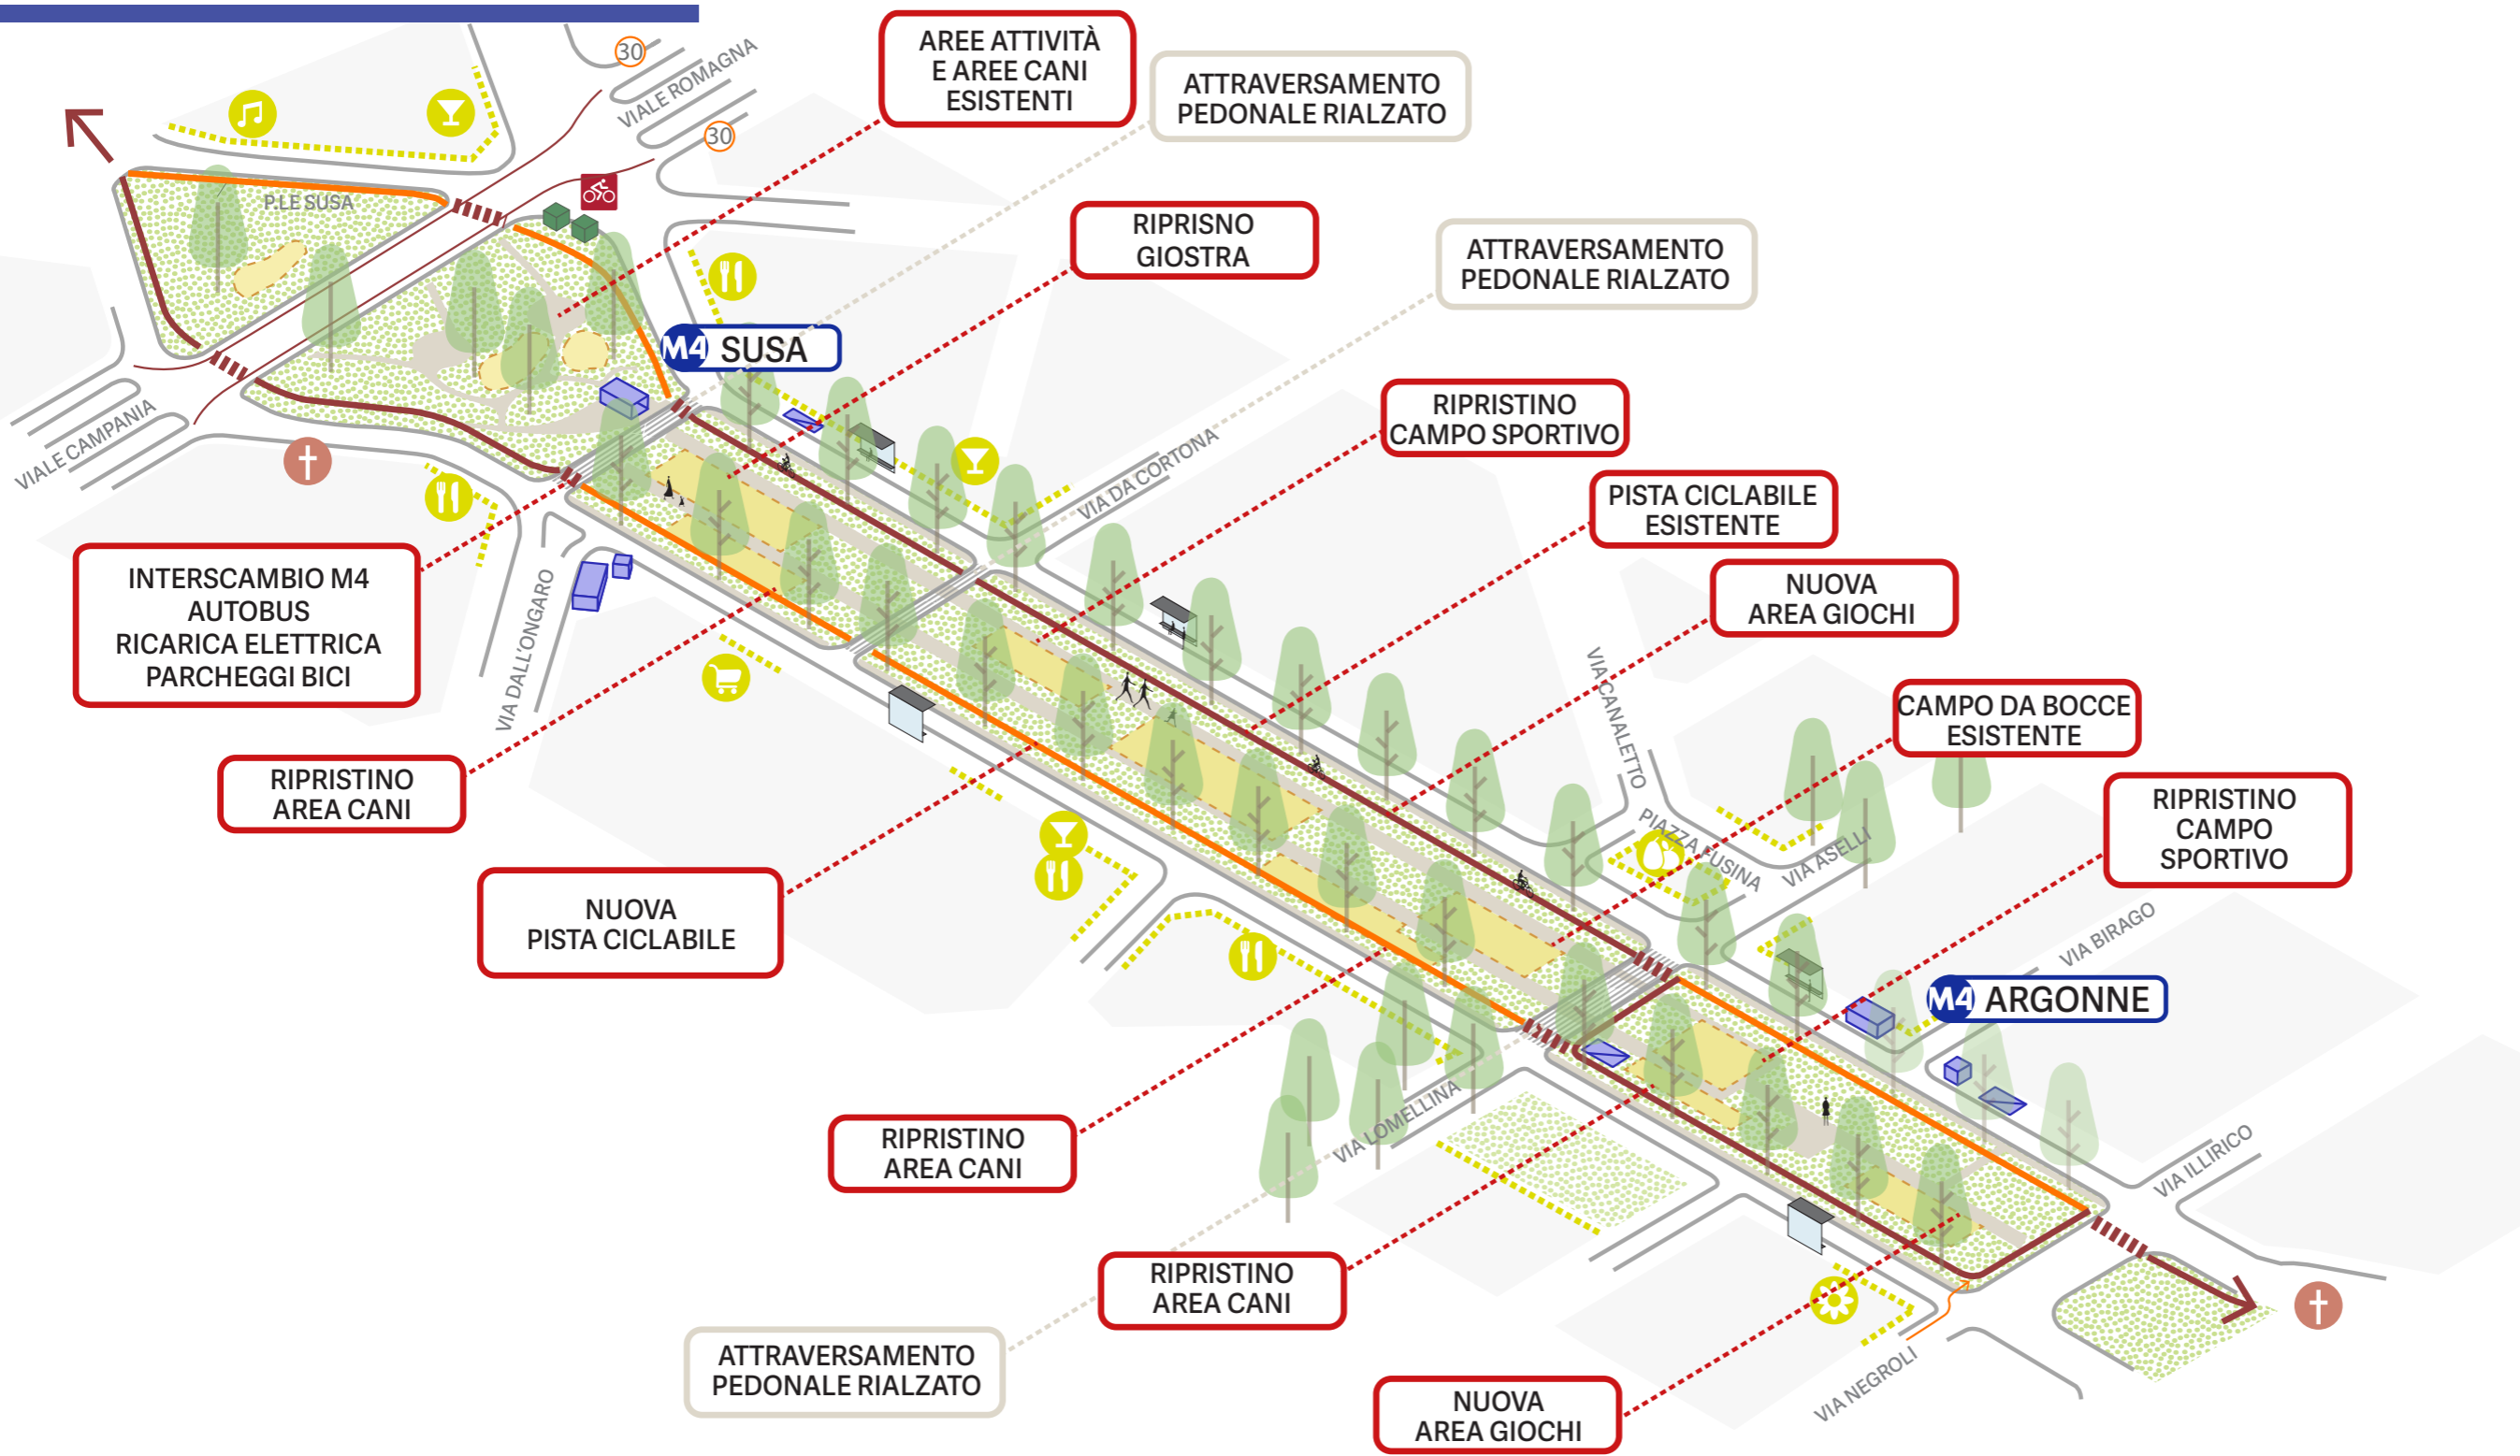 30
VIALE ROMAGNA
30
AREE ATTIVITÀ
E AREE CANI
ESISTENTI
ATTRAVERSAMENTO
PEDONALE RIALZATO
P.LE SUSA
RIPRISNO
GIOSTRA
ATTRAVERSAMENTO
PEDONALE RIALZATO
M4 SUSA
VIALE CAMPANIA
RIPRISTINO
CAMPO SPORTIVO
VIA DA CORTONA
PISTA CICLABILE
ESISTENTE
INTERSCAMBIO M4
AUTOBUS
RICARICA ELETTRICA
PARCHEGGI BICI
VIA DALL'ONGARO
NUOVA
AREA GIOCHI
VIA CANALETTO
CAMPO DA BOCCE
ESISTENTE
RIPRISTINO
AREA CANI
PIAZZA FUSINA
VIA ASELLI
RIPRISTINO
CAMPO
SPORTIVO
NUOVA
PISTA CICLABILE
VIA BIRAGO
M4 ARGONNE
RIPRISTINO
AREA CANI
VIA LOMELLINA
VIA ILLIRICO
RIPRISTINO
AREA CANI
ATTRAVERSAMENTO
PEDONALE RIALZATO
VIA NEGROLI
NUOVA
AREA GIOCHI